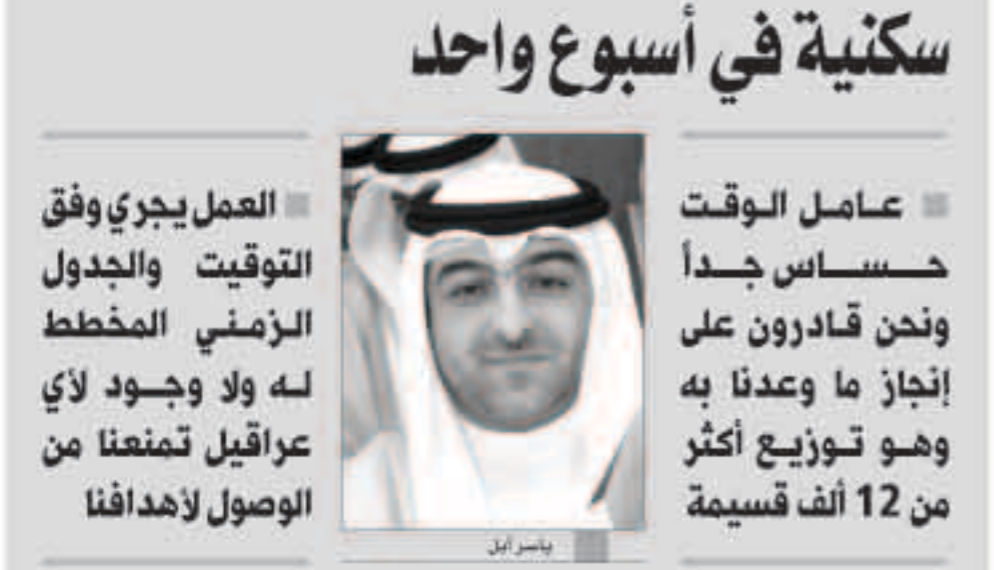 سكنية في أسبوع واحد
عامل الوقت
حساس جداً
ونحن قادرون على
إنجاز ما وعدنا به
وهو توزيع أكثر
من 12 ألف قسيمة
ياسر أبل
العمل يجري وفق
التوقيت والجدول
الزمني المخطط
له ولا وجود لأي
عراقيل تمنعنا من
الوصول لأهدافنا